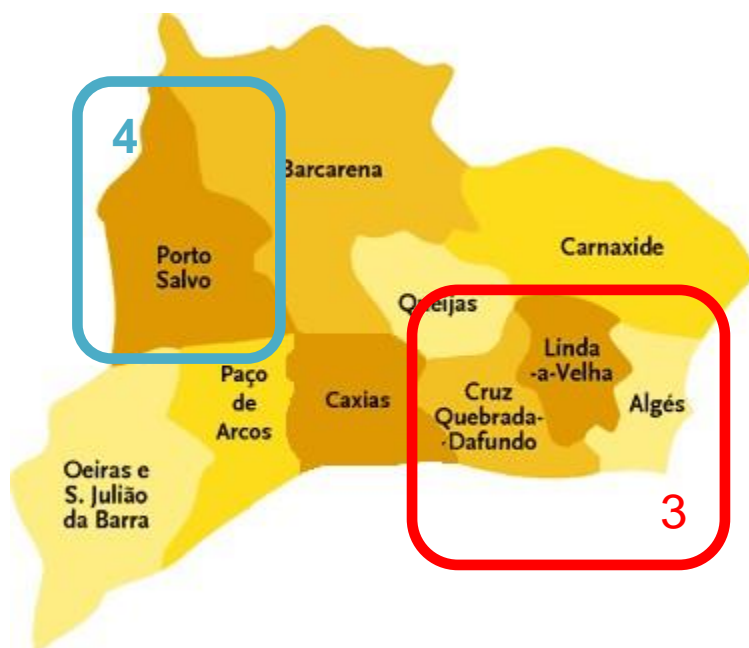 4
Barcarena
Carnaxide
Porto
Salvo
Queijas
Linda
-a-Velha
Paço
de
Arcos
Caxias
Cruz
Quebrada-
-Dafundo
Algés
Oeiras e
S. Julião
da Barra
3